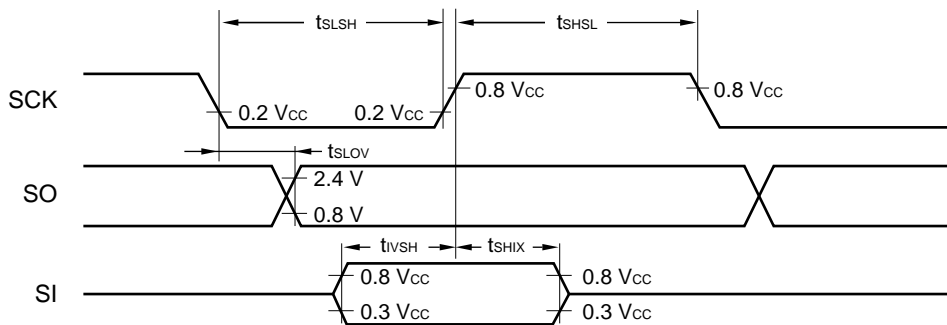 tSLSH tSHSL
SCK 0.8 VCC 0.8 VCC
0.2 VCC 0.2 VCC
tSLOV
SO 2.4 V
0.8 V
tIVSH tSHIX
SI 0.8 VCC 0.8 VCC
0.3 VCC 0.3 VCC